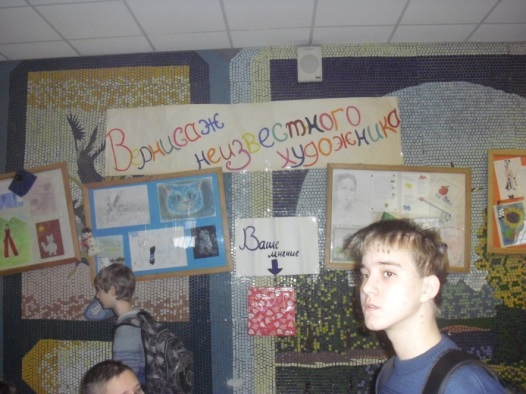 Вернисаж
неизвестного
художника
Ваше
мнение